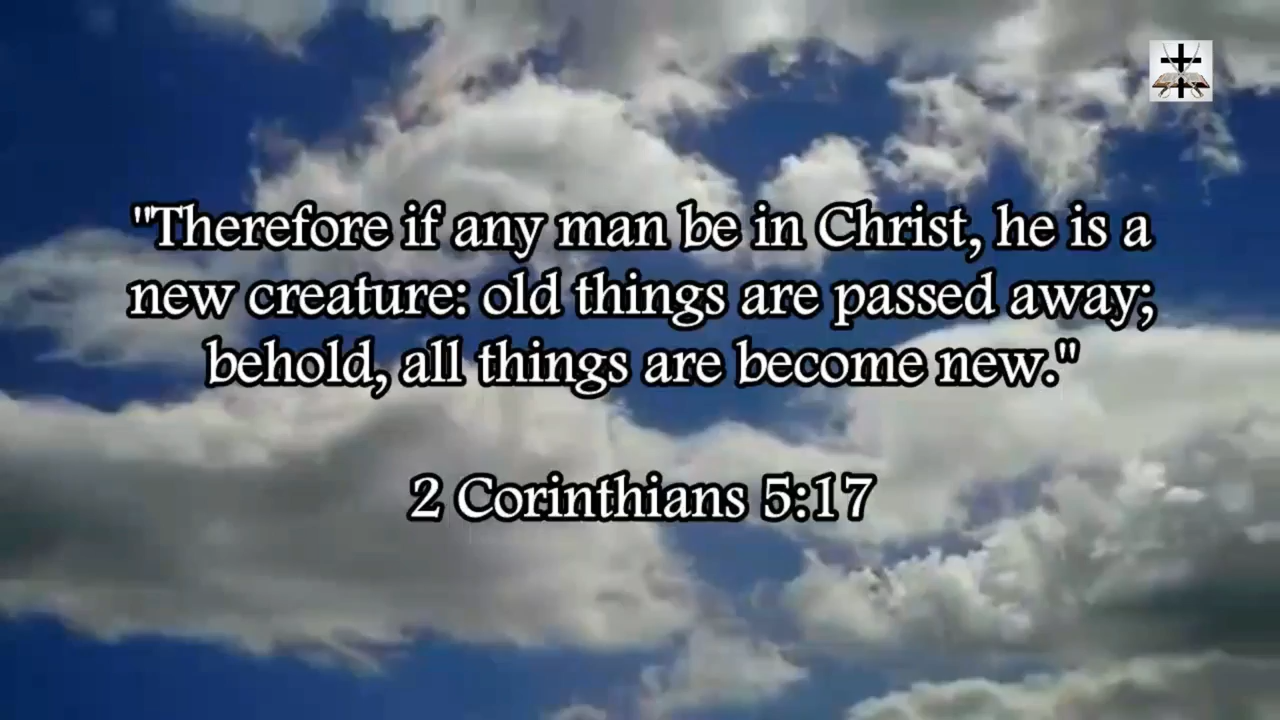 "Therefore if any man be in Christ, he is a
new creature: old things are passed away;
behold, all things are become new."
2 Corinthians 5:17